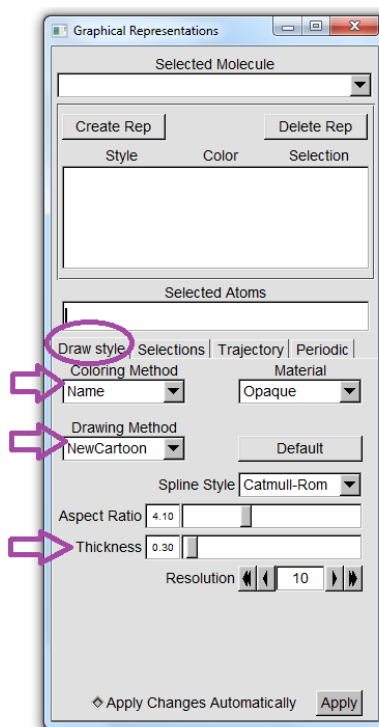 Graphical Representations
Selected Molecule
Create Rep Delete Rep
Style Color Selection
Selected Atoms
Draw style Selections Trajectory Periodic
Coloring Method Material
Name Opaque
Drawing Method
NewCartoon Default
Spline Style Catmull-Rom
Aspect Ratio 4.10
Thickness 0.30
Resolution 10
Apply Changes Automatically Apply